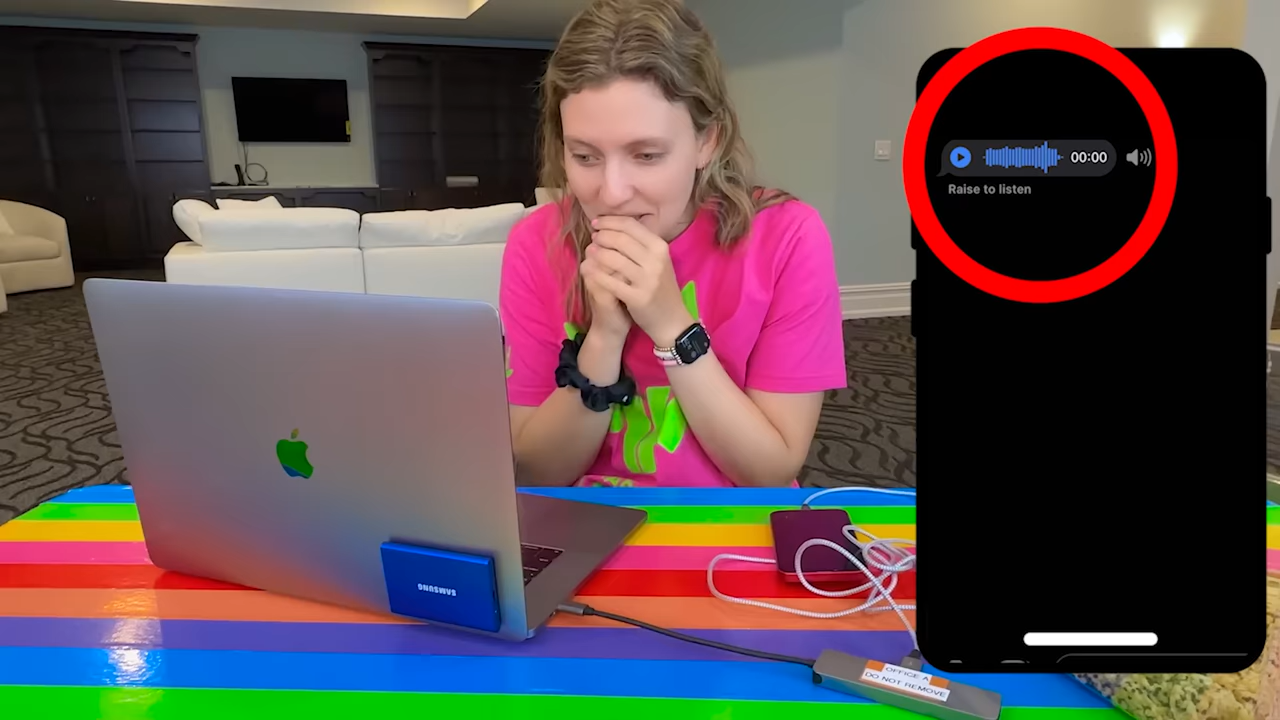 00:00
Raise to listen
SAMSUNG
OFFICE A
DO NOT REMOVE